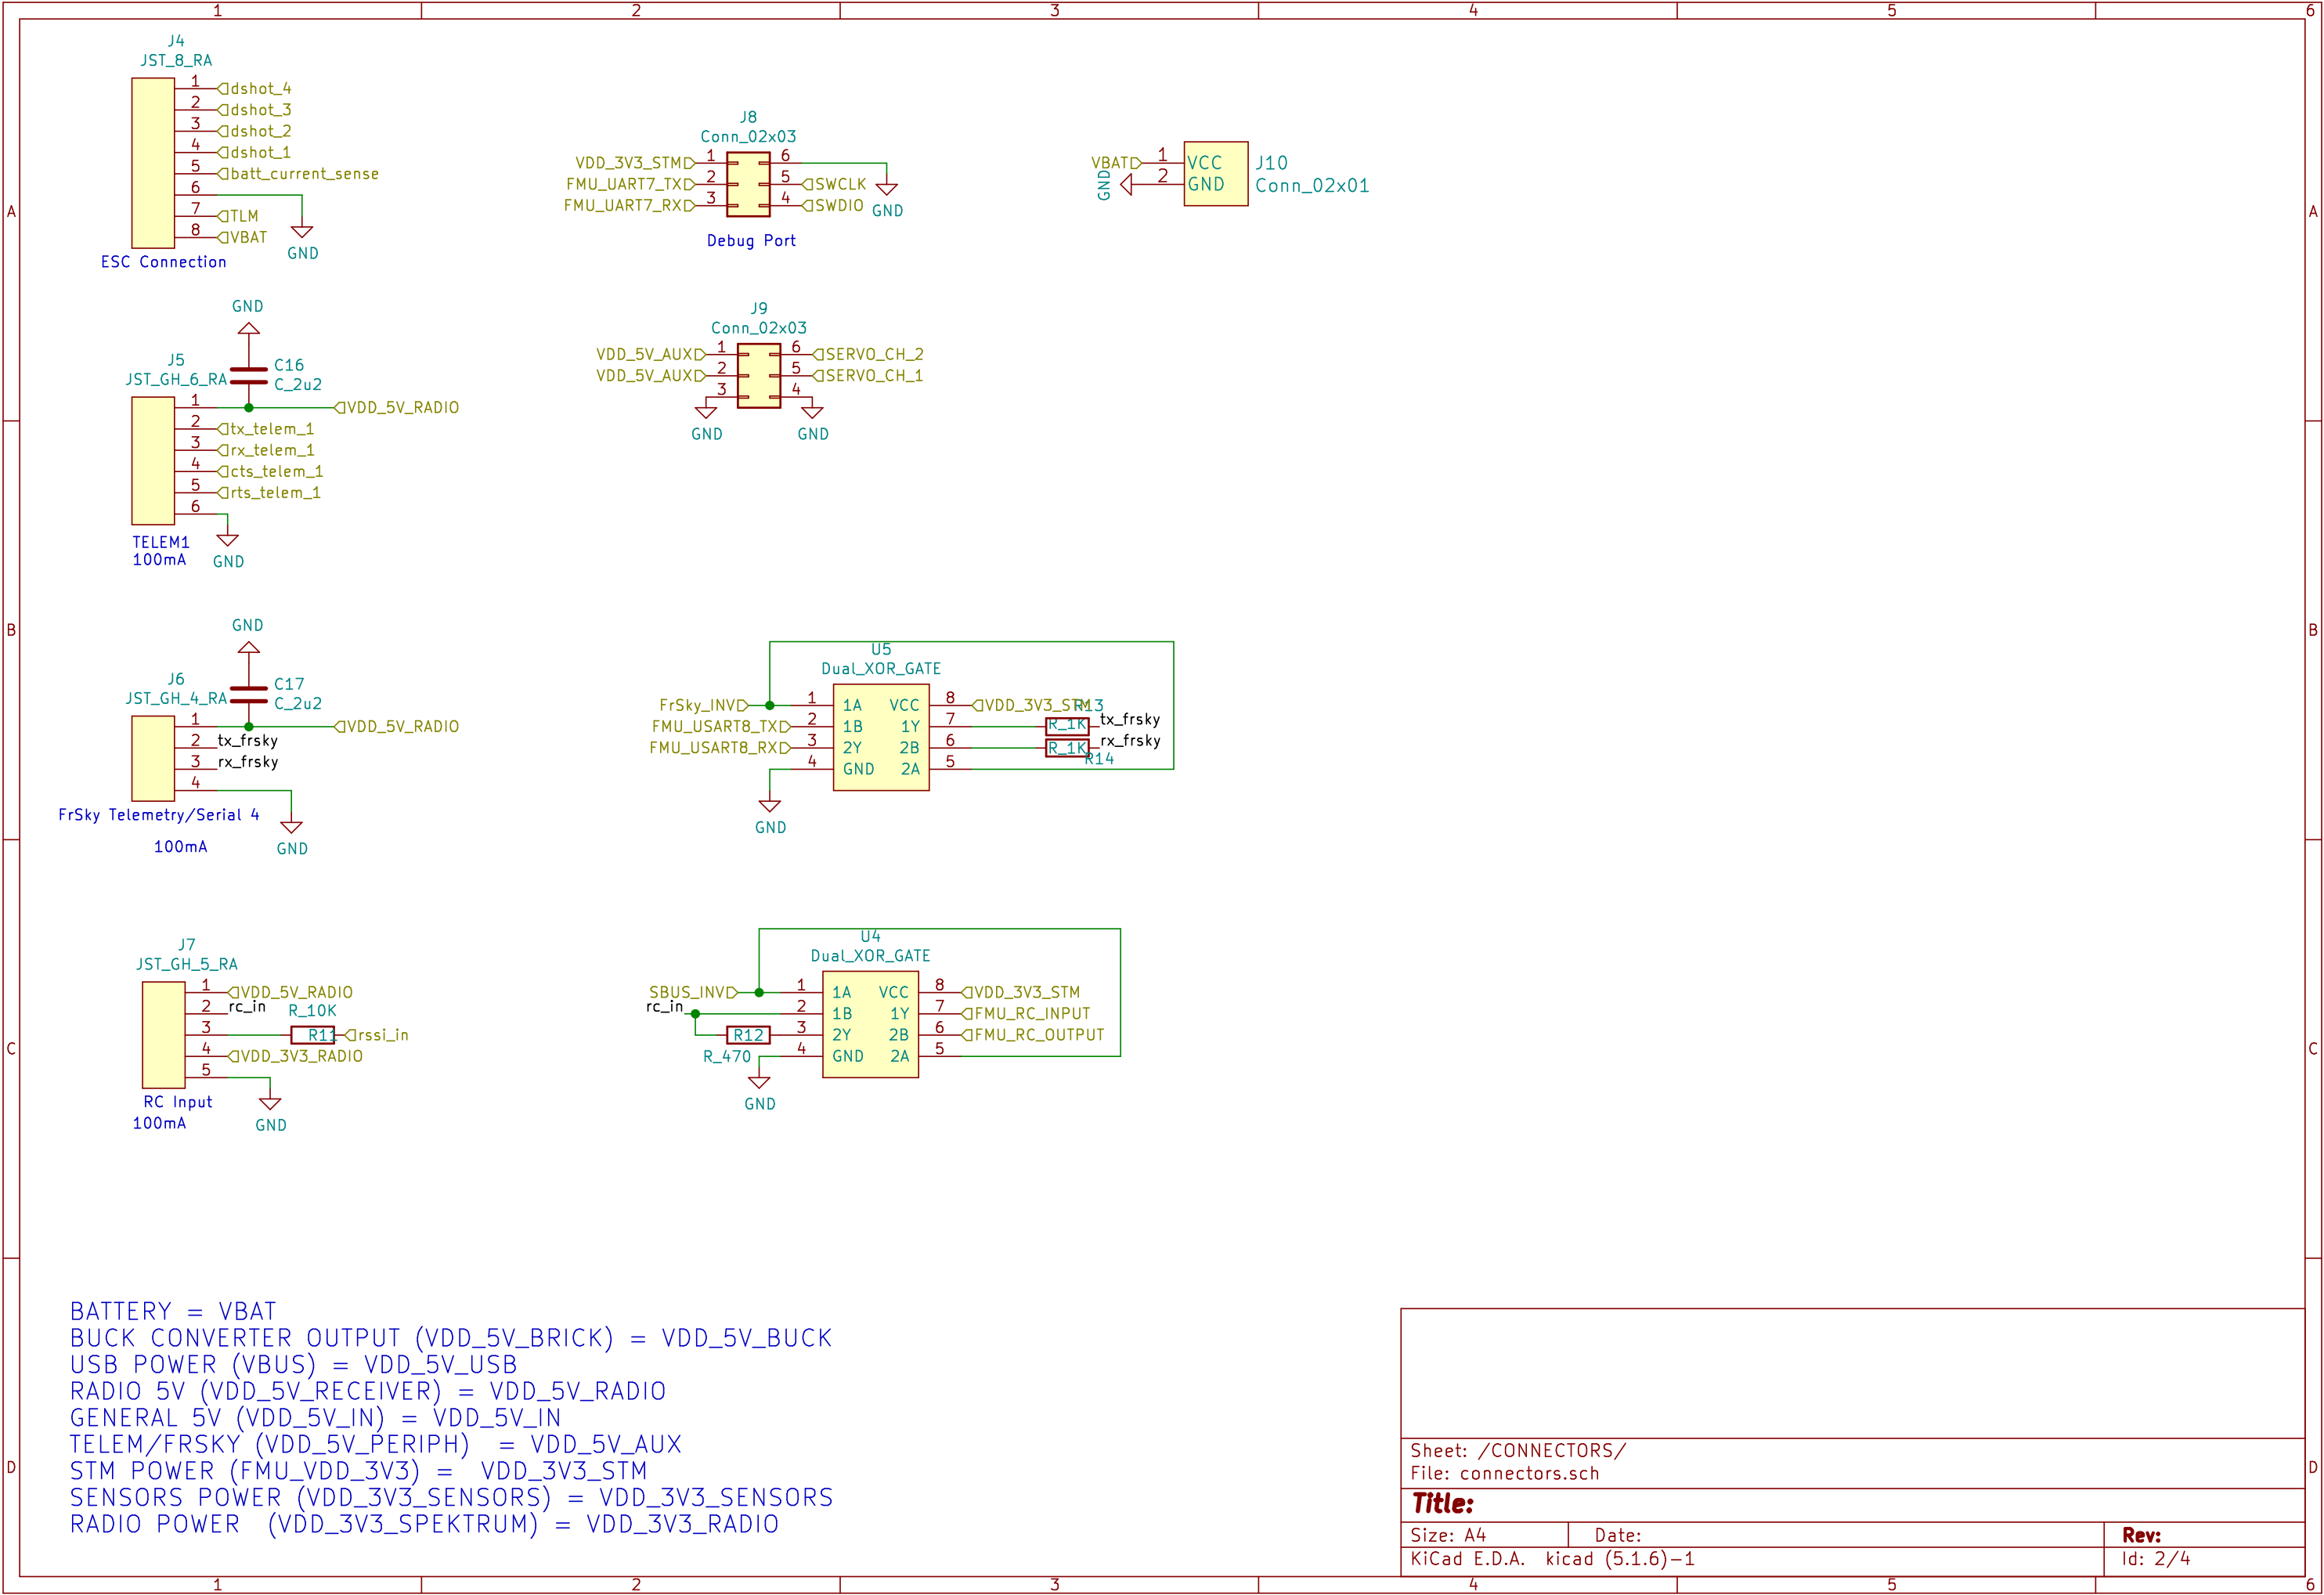 1 2 3 4 5 6
A
B
C
D
A
B
C
D
J4
JST_8_RA
1 dshot_4
2 dshot_3
3 dshot_2
4 dshot_1
5 batt_current_sense
6
7 TLM
8 VBAT
GND
ESC Connection
J8
Conn_02x03
VDD_3V3_STM 1 6
FMU_UART7_TX 2 5 SWCLK
FMU_UART7_RX 3 4 SWDIO
GND
Debug Port
VBAT 1 VCC J10
GND 2 GND Conn_02x01
GND
C16
C_2u2
J5
JST_GH_6_RA
1 VDD_5V_RADIO
2 tx_telem_1
3 rx_telem_1
4 cts_telem_1
5 rts_telem_1
6
GND
TELEM1
100mA
J9
Conn_02x03
VDD_5V_AUX 1 6 SERVO_CH_2
VDD_5V_AUX 2 5 SERVO_CH_1
3 4
GND GND
GND
C17
C_2u2
J6
JST_GH_4_RA
1 VDD_5V_RADIO
2 tx_frsky
3 rx_frsky
4
FrSky Telemetry/Serial 4
100mA
GND
U5
Dual_XOR_GATE
FrSky_INV 1 1A VCC 8 VDD_3V3_STM R13
FMU_USART8_TX 2 1B 1Y 7 R_1K tx_frsky
FMU_USART8_RX 3 2Y 2B 6 R_1K rx_frsky
4 GND 2A 5 R14
GND
J7
JST_GH_5_RA
1 VDD_5V_RADIO
2 rc_in R_10K
3 R11 rssi_in
4 VDD_3V3_RADIO
5
RC Input
100mA
GND
U4
Dual_XOR_GATE
SBUS_INV 1 1A VCC 8 VDD_3V3_STM
rc_in 2 1B 1Y 7 FMU_RC_INPUT
R12 3 2Y 2B 6 FMU_RC_OUTPUT
R_470 4 GND 2A 5
GND
BATTERY = VBAT
BUCK CONVERTER OUTPUT (VDD_5V_BRICK) = VDD_5V_BUCK
USB POWER (VBUS) = VDD_5V_USB
RADIO 5V (VDD_5V_RECEIVER) = VDD_5V_RADIO
GENERAL 5V (VDD_5V_IN) = VDD_5V_IN
TELEM/FRSKY (VDD_5V_PERIPH) = VDD_5V_AUX
STM POWER (FMU_VDD_3V3) = VDD_3V3_STM
SENSORS POWER (VDD_3V3_SENSORS) = VDD_3V3_SENSORS
RADIO POWER (VDD_3V3_SPEKTRUM) = VDD_3V3_RADIO
Sheet: /CONNECTORS/
File: connectors.sch
Title:
Size: A4 Date: Rev:
KiCad E.D.A. kicad (5.1.6)-1 Id: 2/4
1 2 3 4 5 6